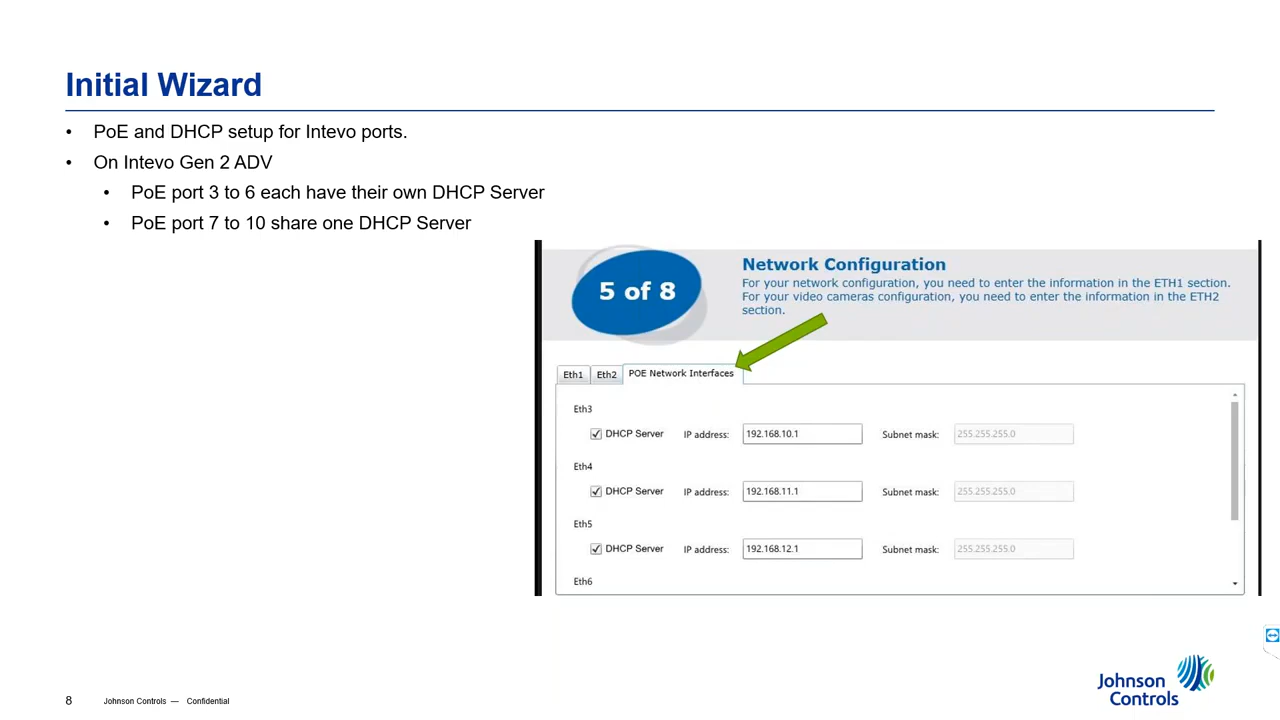 Initial Wizard
• PoE and DHCP setup for Intevo ports.
• On Intevo Gen 2 ADV
• PoE port 3 to 6 each have their own DHCP Server
• PoE port 7 to 10 share one DHCP Server
5 of 8
Network Configuration
For your network configuration, you need to enter the information in the ETH1 section.
For your video cameras configuration, you need to enter the information in the ETH2
section.
Eth1 Eth2 POE Network Interfaces
Eth3
DHCP Server IP address: 192.168.10.1 Subnet mask: 255.255.255.0
Eth4
DHCP Server IP address: 192.168.11.1 Subnet mask: 255.255.255.0
Eth5
DHCP Server IP address: 192.168.12.1 Subnet mask: 255.255.255.0
Eth6
Johnson
Controls
8 Johnson Controls — Confidential